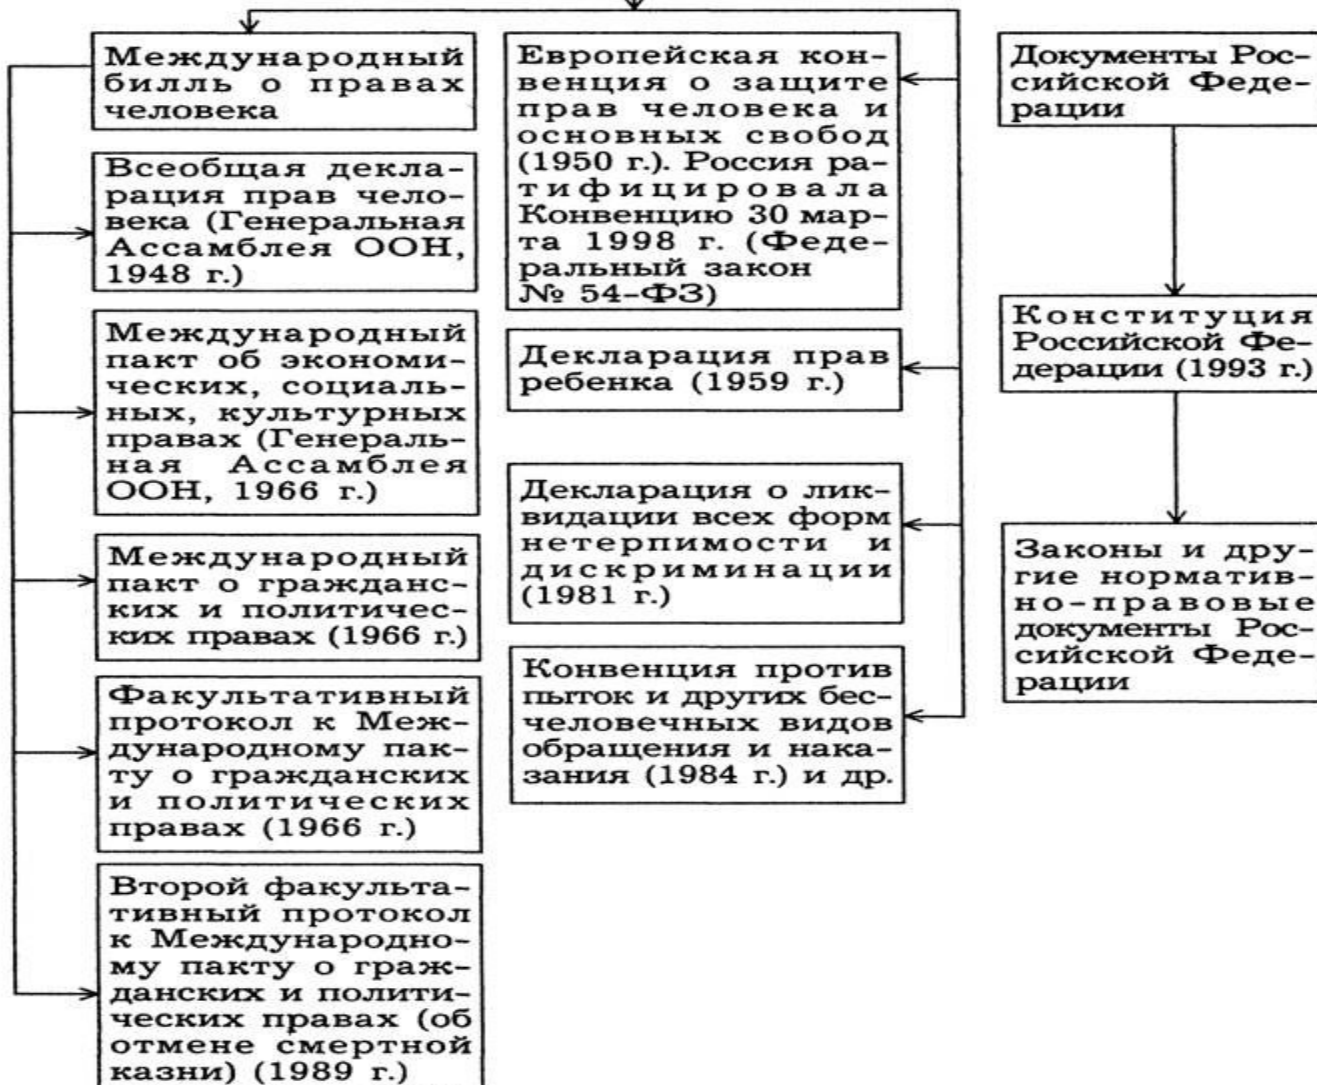 Международный
билль о правах
человека
Всеобщая декла-
рация прав чело-
века (Генеральная
Ассамблея ООН,
1948 г.)
Международный
пакт об экономи-
ческих, социаль-
ных, культурных
правах (Генераль-
ная Ассамблея
ООН, 1966 г.)
Международный
пакт о гражданс-
ких и политичес-
ких правах (1966 г.)
Факультативный
протокол к Меж-
дународному пак-
ту о гражданских
и политических
правах (1966 г.)
Второй факульта-
тивный протокол
к Международно-
му пакту о граж-
данских и полити-
ческих правах (об
отмене смертной
казни) (1989 г.)
Европейская кон-
венция о защите
прав человека и
основных свобод
(1950 г.). Россия ра-
тифицировала
Конвенцию 30 мар-
та 1998 г. (Феде-
ральный закон
№ 54-ФЗ)
Декларация прав
ребенка (1959 г.)
Декларация о лик-
видации всех форм
нетерпимости и
дискриминации
(1981 г.)
Конвенция против
пыток и других бес-
человечных видов
обращения и нака-
зания (1984 г.) и др.
Документы Рос-
сийской Феде-
рации
Конституция
Российской Фе-
дерации (1993 г.)
Законы и дру-
гие норматив-
но-правовые
документы Рос-
сийской Феде-
рации